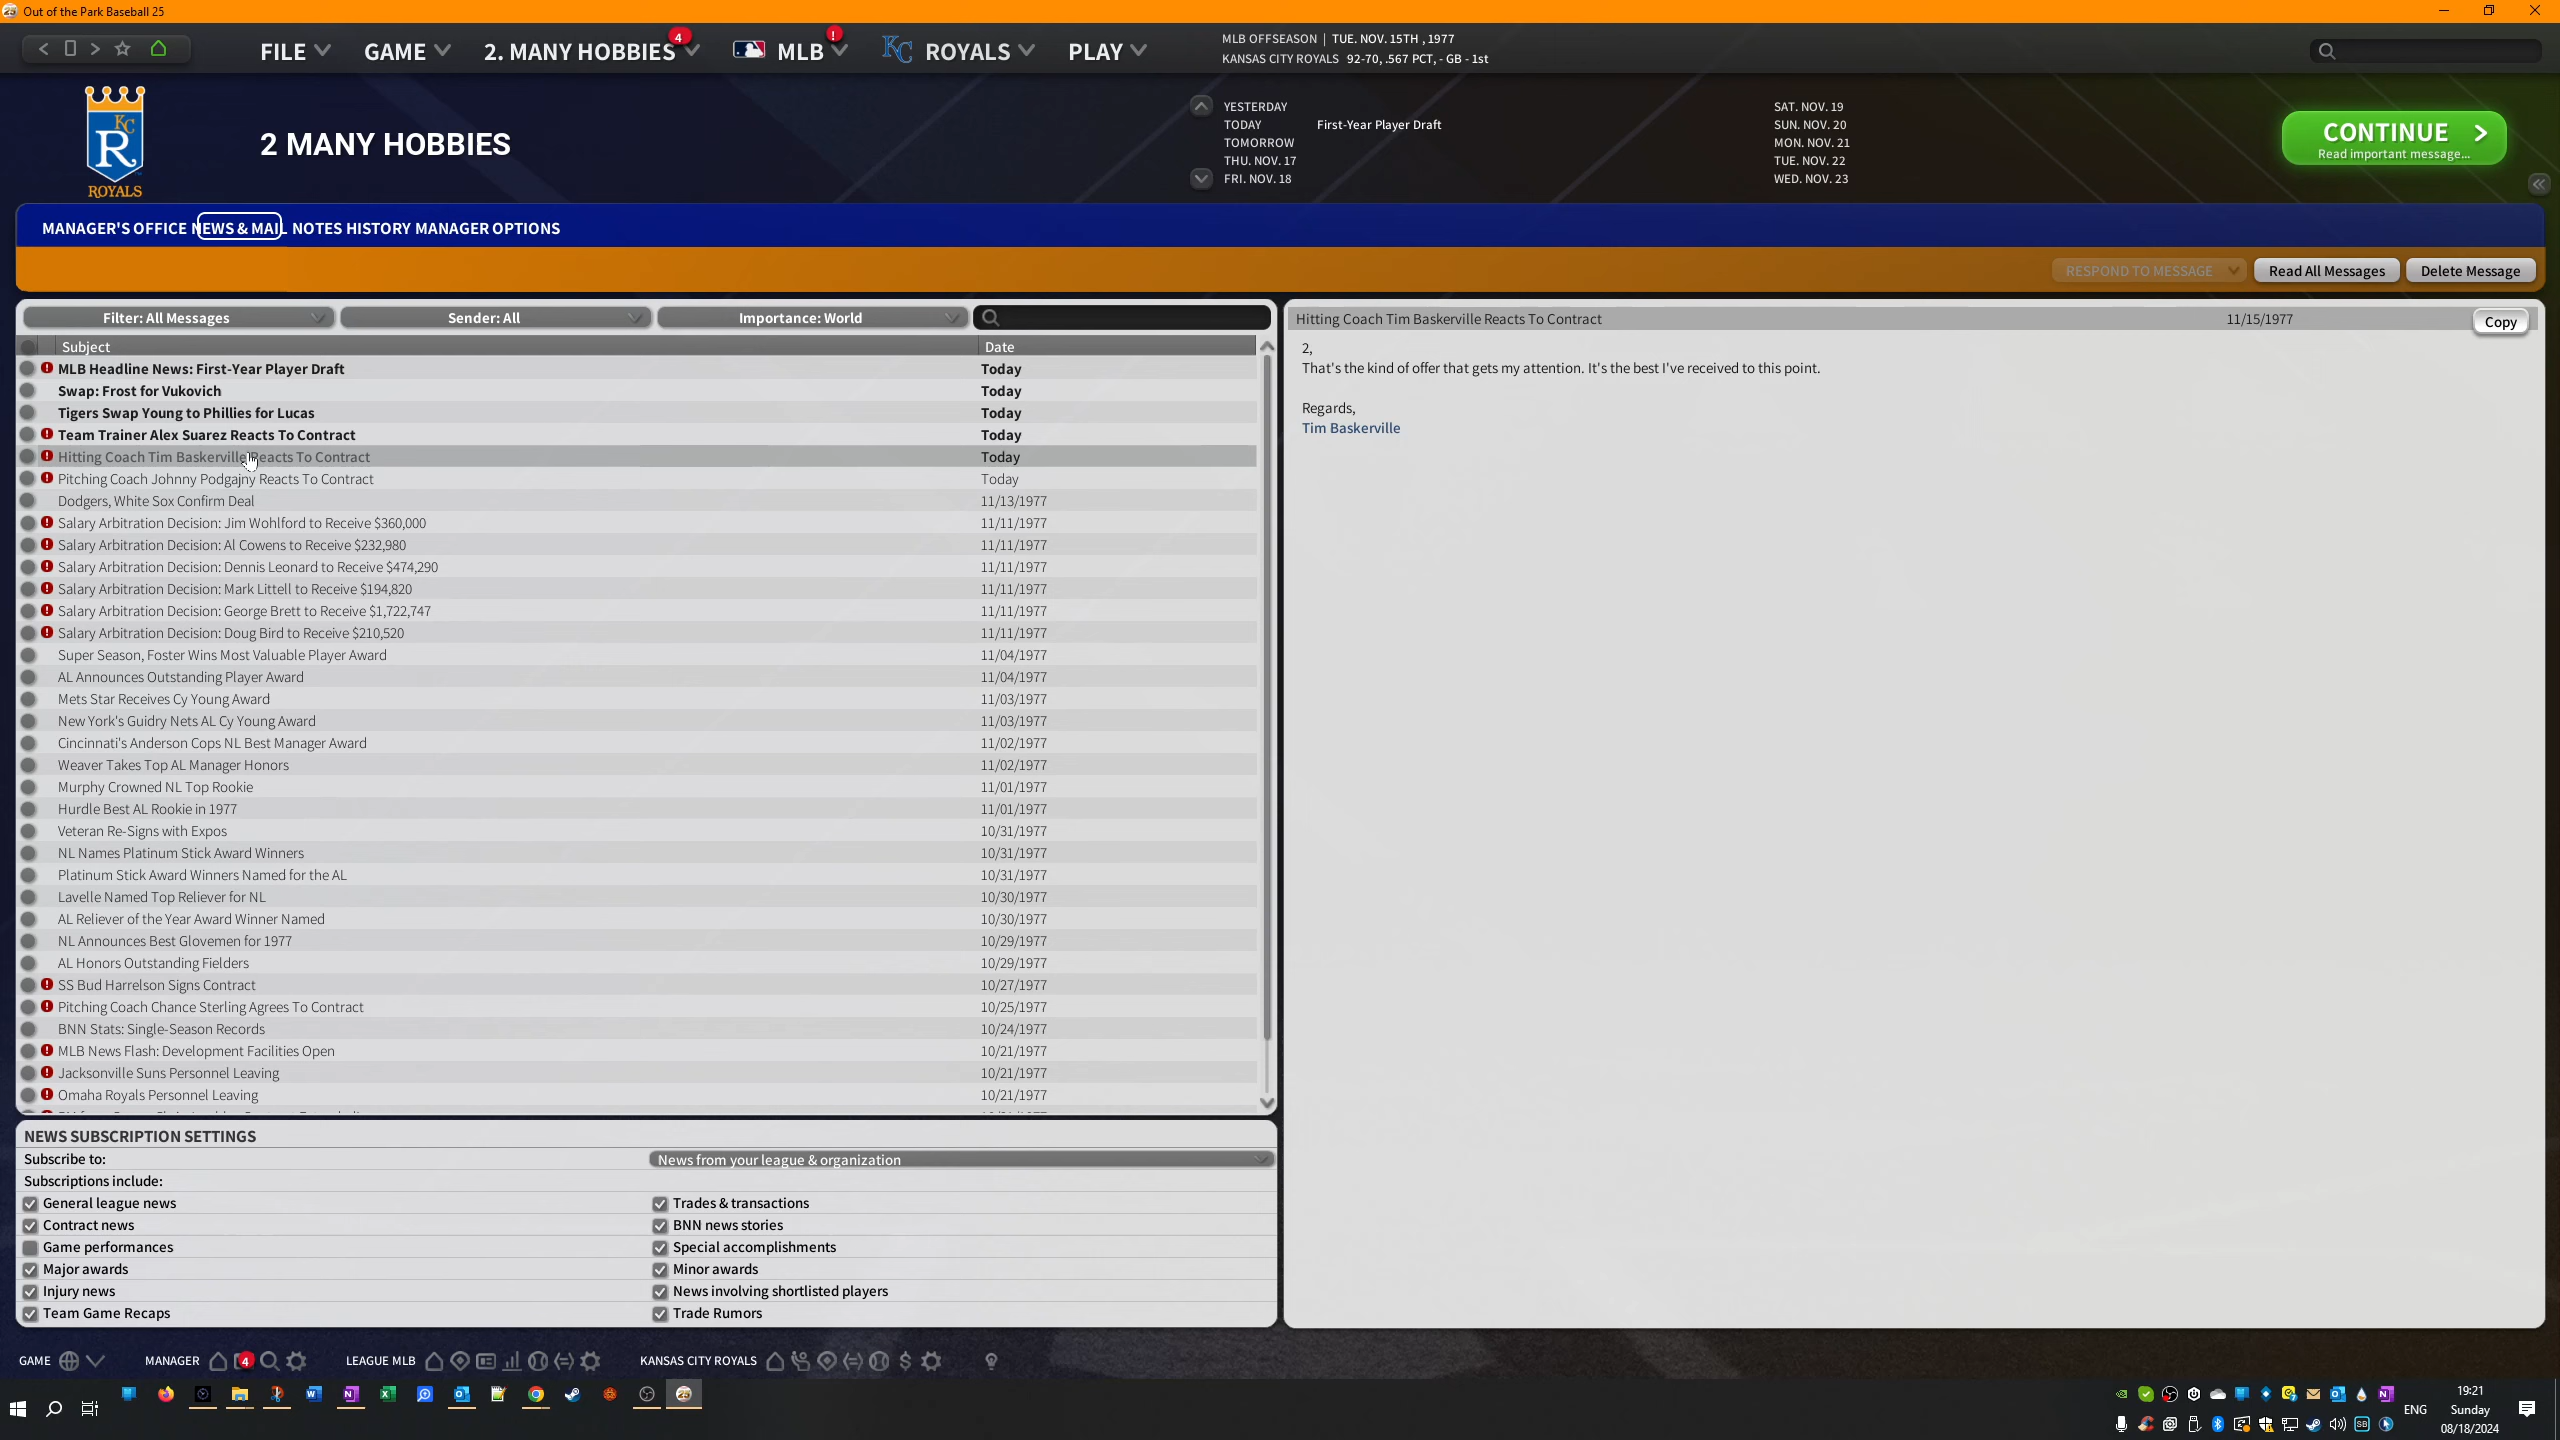 Out of the Park Baseball 25
FILE
GAME
2. MANY HOBBIES
4
MLB
!
ROYALS
PLAY
MLB OFFSEASON | TUE. NOV. 15TH , 1977
KANSAS CITY ROYALS 92-70, .567 PCT, - GB - 1st
KC
R
ROYALS
2 MANY HOBBIES
YESTERDAY
TODAY First-Year Player Draft
TOMORROW
THU. NOV. 17
FRI. NOV. 18
SAT. NOV. 19
SUN. NOV. 20
MON. NOV. 21
TUE. NOV. 22
WED. NOV. 23
CONTINUE
Read important message...
MANAGER'S OFFICE NEWS & MAIL NOTES HISTORY MANAGER OPTIONS
RESPOND TO MESSAGE
Read All Messages
Delete Message
Filter: All Messages
Sender: All
Importance: World
Subject Date
MLB Headline News: First-Year Player Draft Today
Swap: Frost for Vukovich Today
Tigers Swap Young to Phillies for Lucas Today
Team Trainer Alex Suarez Reacts To Contract Today
Hitting Coach Tim Baskerville Reacts To Contract Today
Pitching Coach Johnny Podgajny Reacts To Contract Today
Dodgers, White Sox Confirm Deal 11/13/1977
Salary Arbitration Decision: Jim Wohlford to Receive $360,000 11/11/1977
Salary Arbitration Decision: Al Cowens to Receive $232,980 11/11/1977
Salary Arbitration Decision: Dennis Leonard to Receive $474,290 11/11/1977
Salary Arbitration Decision: Mark Littell to Receive $194,820 11/11/1977
Salary Arbitration Decision: George Brett to Receive $1,722,747 11/11/1977
Salary Arbitration Decision: Doug Bird to Receive $210,520 11/11/1977
Super Season, Foster Wins Most Valuable Player Award 11/04/1977
AL Announces Outstanding Player Award 11/04/1977
Mets Star Receives Cy Young Award 11/03/1977
New York's Guidry Nets AL Cy Young Award 11/03/1977
Cincinnati's Anderson Cops NL Best Manager Award 11/02/1977
Weaver Takes Top AL Manager Honors 11/02/1977
Murphy Crowned NL Top Rookie 11/01/1977
Hurdle Best AL Rookie in 1977 11/01/1977
Veteran Re-Signs with Expos 10/31/1977
NL Names Platinum Stick Award Winners 10/31/1977
Platinum Stick Award Winners Named for the AL 10/31/1977
Lavelle Named Top Reliever for NL 10/30/1977
AL Reliever of the Year Award Winner Named 10/30/1977
NL Announces Best Glovemen for 1977 10/29/1977
AL Honors Outstanding Fielders 10/29/1977
SS Bud Harrelson Signs Contract 10/27/1977
Pitching Coach Chance Sterling Agrees To Contract 10/25/1977
BNN Stats: Single-Season Records 10/24/1977
MLB News Flash: Development Facilities Open 10/21/1977
Jacksonville Suns Personnel Leaving 10/21/1977
Omaha Royals Personnel Leaving 10/21/1977
Hitting Coach Tim Baskerville Reacts To Contract 11/15/1977
Copy
2,
That's the kind of offer that gets my attention. It's the best I've received to this point.
Regards,
Tim Baskerville
NEWS SUBSCRIPTION SETTINGS
Subscribe to: News from your league & organization
Subscriptions include:
General league news Trades & transactions
Contract news BNN news stories
Game performances Special accomplishments
Major awards Minor awards
Injury news News involving shortlisted players
Team Game Recaps Trade Rumors
GAME
MANAGER
4
LEAGUE MLB
KANSAS CITY ROYALS
$
25
ENG
19:21
Sunday
08/18/2024